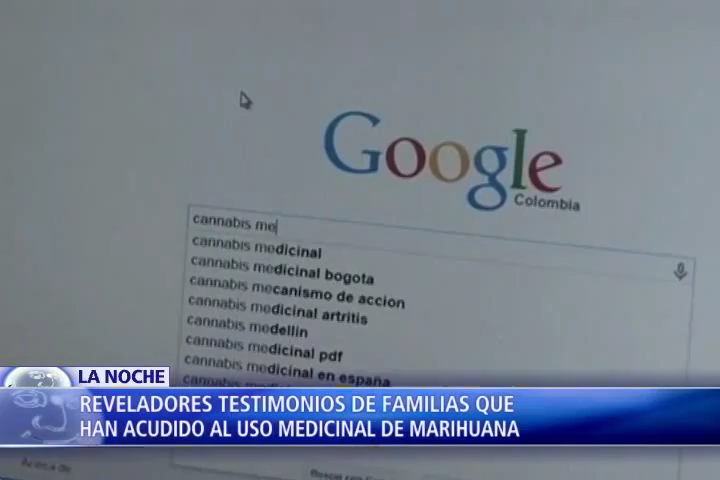 Google
Colombia
cannabis me
cannabis medicinal
cannabis medicinal bogota
cannabis mecanismo de accion
cannabis medicinal artritis
cannabis medellin
cannabis medicinal pdf
cannabis medicinal en españa
LA NOCHE
REVELADORES TESTIMONIOS DE FAMILIAS QUE
HAN ACUDIDO AL USO MEDICINAL DE MARIHUANA
Acerca de